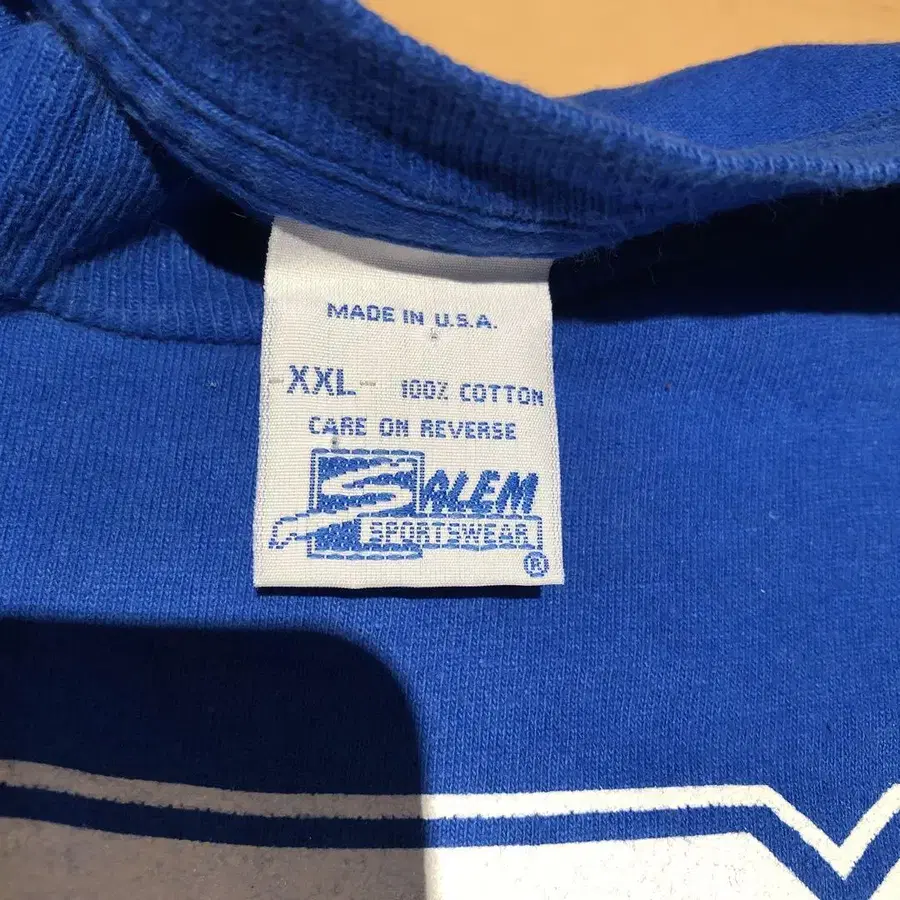 MADE IN U.S.A.
-XXL- 100% COTTON
CARE ON REVERSE
SALEM
SPORTSWEAR
®